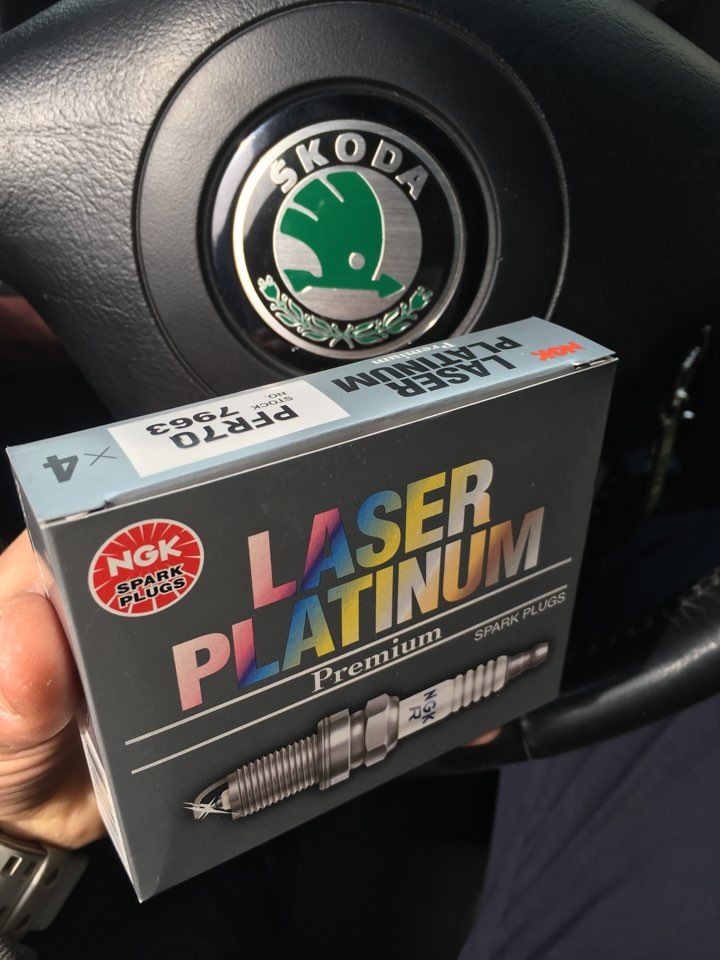 ŠKODA
NGK
LASER
PLATINUM
Premium
STOCK
NO.
PFR7Q
7963
× 4
NGK
SPARK
PLUGS
LASER
PLATINUM
Premium
SPARK PLUGS
NGK
R